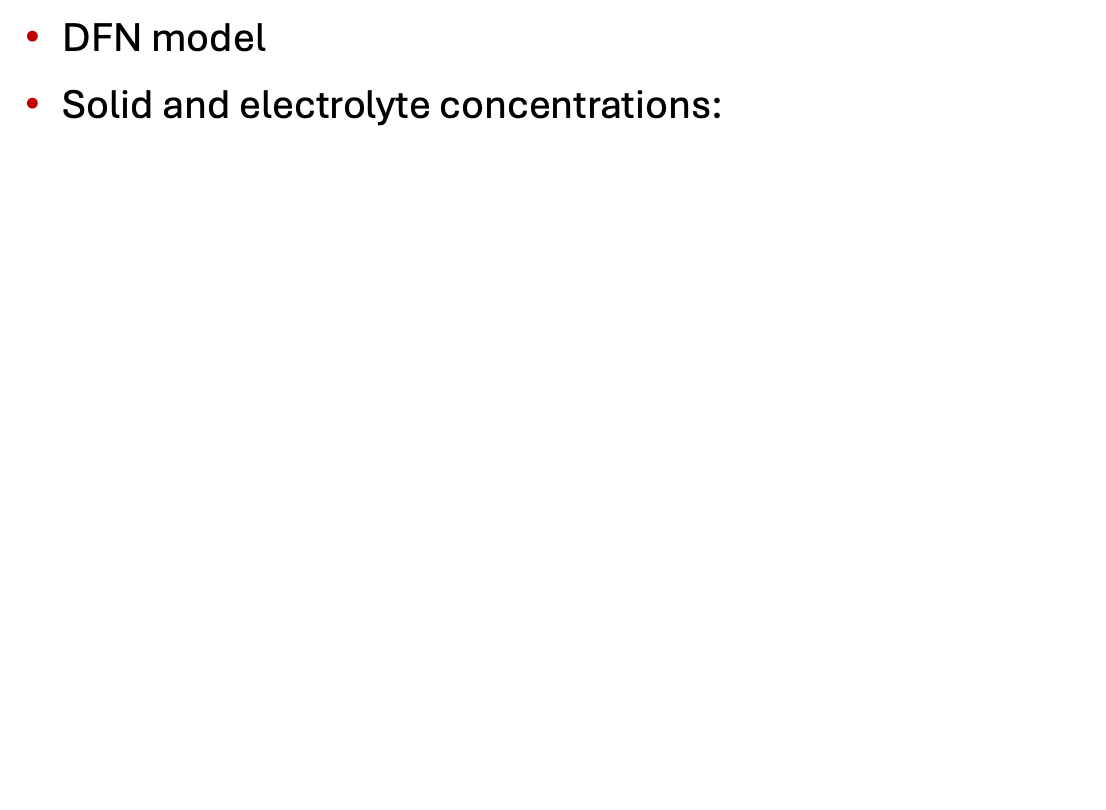 • DFN model
• Solid and electrolyte concentrations: